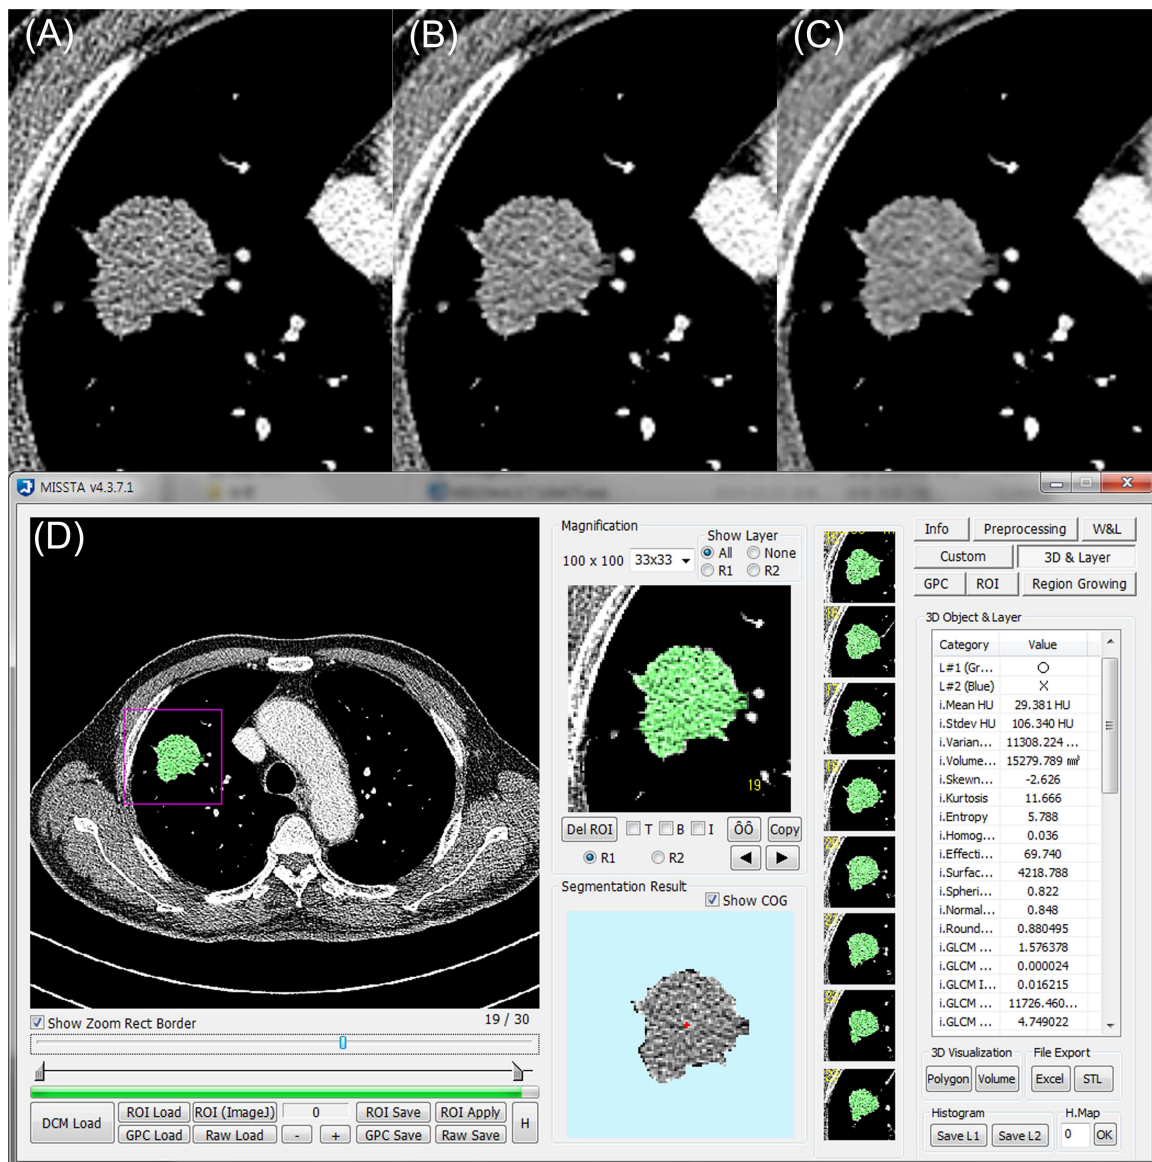 (A)
(B)
(C)
MISSTA v4.3.7.1
(D)
Show Zoom Rect Border
19 / 30
DCM Load
ROI Load
ROI (ImageJ)
0
ROI Save
ROI Apply
H
GPC Load
Raw Load
-
+
GPC Save
Raw Save
Magnification
100 x 100
33x33
Show Layer
All
None
R1
R2
19
Del ROI
T
B
I
ÔÔ
Copy
R1
R2
◄
►
Segmentation Result
Show COG
16
17
Info
Preprocessing
W&L
Custom
3D & Layer
GPC
ROI
Region Growing
3D Object & Layer
Category Value
L#1 (Gr... O
L#2 (Blue) X
i.Mean HU 29.381 HU
i.Stdev HU 106.340 HU
i.Varian... 11308.224 ...
i.Volume... 15279.789 ㎣
i.Skewn... -2.626
i.Kurtosis 11.666
i.Entropy 5.788
i.Homog... 0.036
i.Effecti... 69.740
i.Surfac... 4218.788
i.Spheri... 0.822
i.Normal... 0.848
i.Round... 0.880495
i.GLCM ... 1.576378
i.GLCM ... 0.000024
i.GLCM I... 0.016215
i.GLCM ... 11726.460...
i.GLCM ... 4.749022
3D Visualization
Polygon
Volume
File Export
Excel
STL
Histogram
Save L1
Save L2
H.Map
0
OK